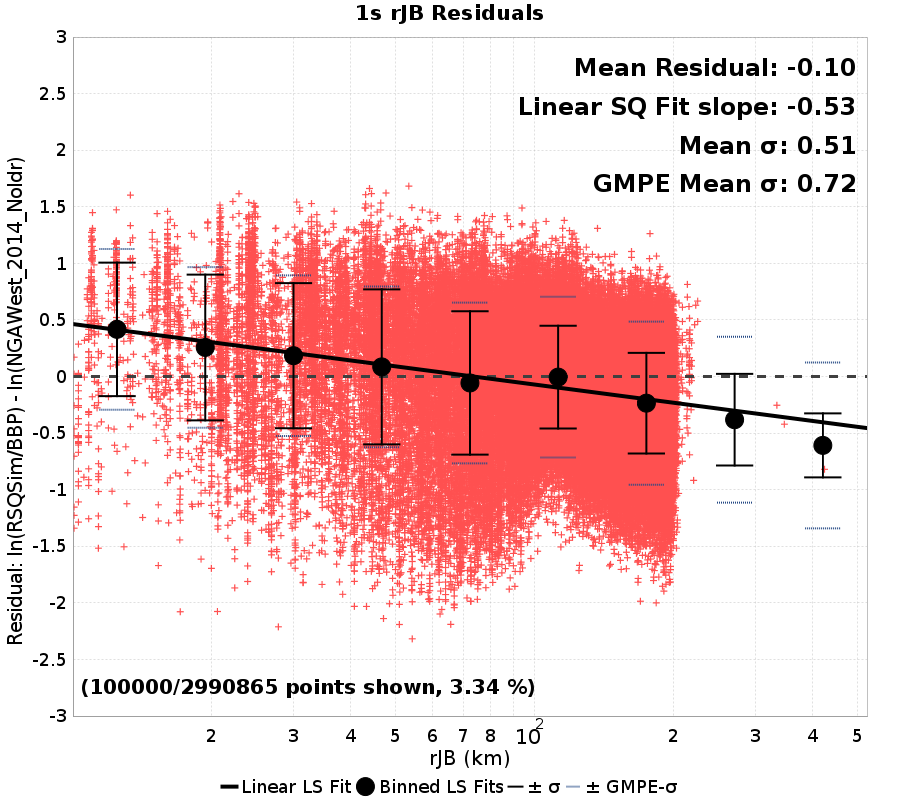 1s rJB Residuals
Residual: ln(RSQSim/BBP) - ln(NGAWest_2014_NoIdr)
3
2.5
2
1.5
1
0.5
0
-0.5
-1
-1.5
-2
-2.5
-3
Mean Residual: -0.10
Linear SQ Fit slope: -0.53
Mean σ: 0.51
GMPE Mean σ: 0.72
(100000/2990865 points shown, 3.34 %)
2 3 4 5 6 7 8 10² 2 3 4 5
rJB (km)
Linear LS Fit Binned LS Fits ± σ ± GMPE-σ